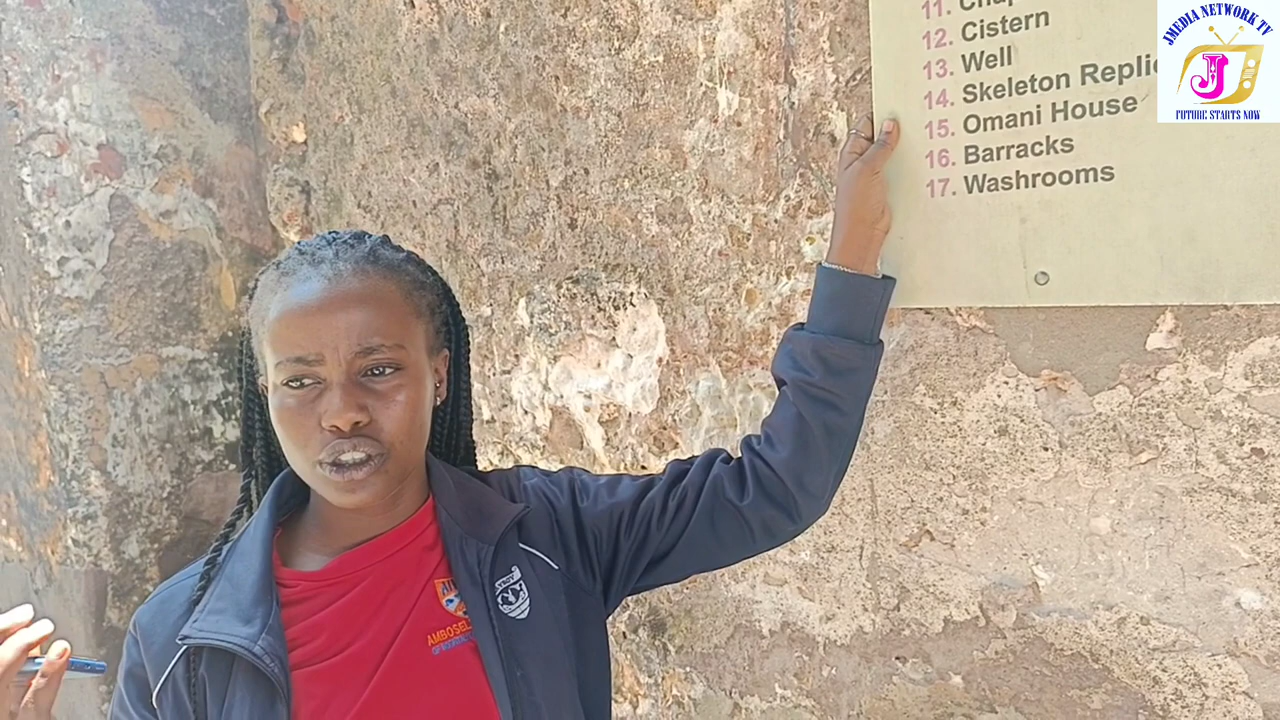 11.
12. Cistern
13. Well
14. Skeleton
15. Omani House
16. Barracks
17. Washrooms
JMEDIA NETWORK TV
J
FUTURE STARTS NOW